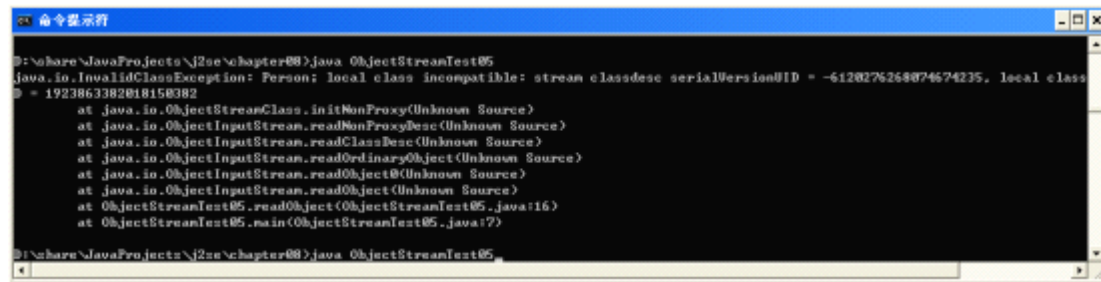 命令提示符
D:\share\JavaProjects\j2se\chapter08>java ObjectStreamTest05
java.io.InvalidClassException: Person; local class incompatible: stream classdesc serialVersionUID = -6120276268074674235, local class
D = 1923863382018150382
at java.io.ObjectStreamClass.initNonProxy(Unknown Source)
at java.io.ObjectInputStream.readNonProxyDesc(Unknown Source)
at java.io.ObjectInputStream.readClassDesc(Unknown Source)
at java.io.ObjectInputStream.readOrdinaryObject(Unknown Source)
at java.io.ObjectInputStream.readObject0(Unknown Source)
at java.io.ObjectInputStream.readObject(Unknown Source)
at ObjectStreamTest05.readObject(ObjectStreamTest05.java:16)
at ObjectStreamTest05.main(ObjectStreamTest05.java:7)
D:\share\JavaProjects\j2se\chapter08>java ObjectStreamTest05_